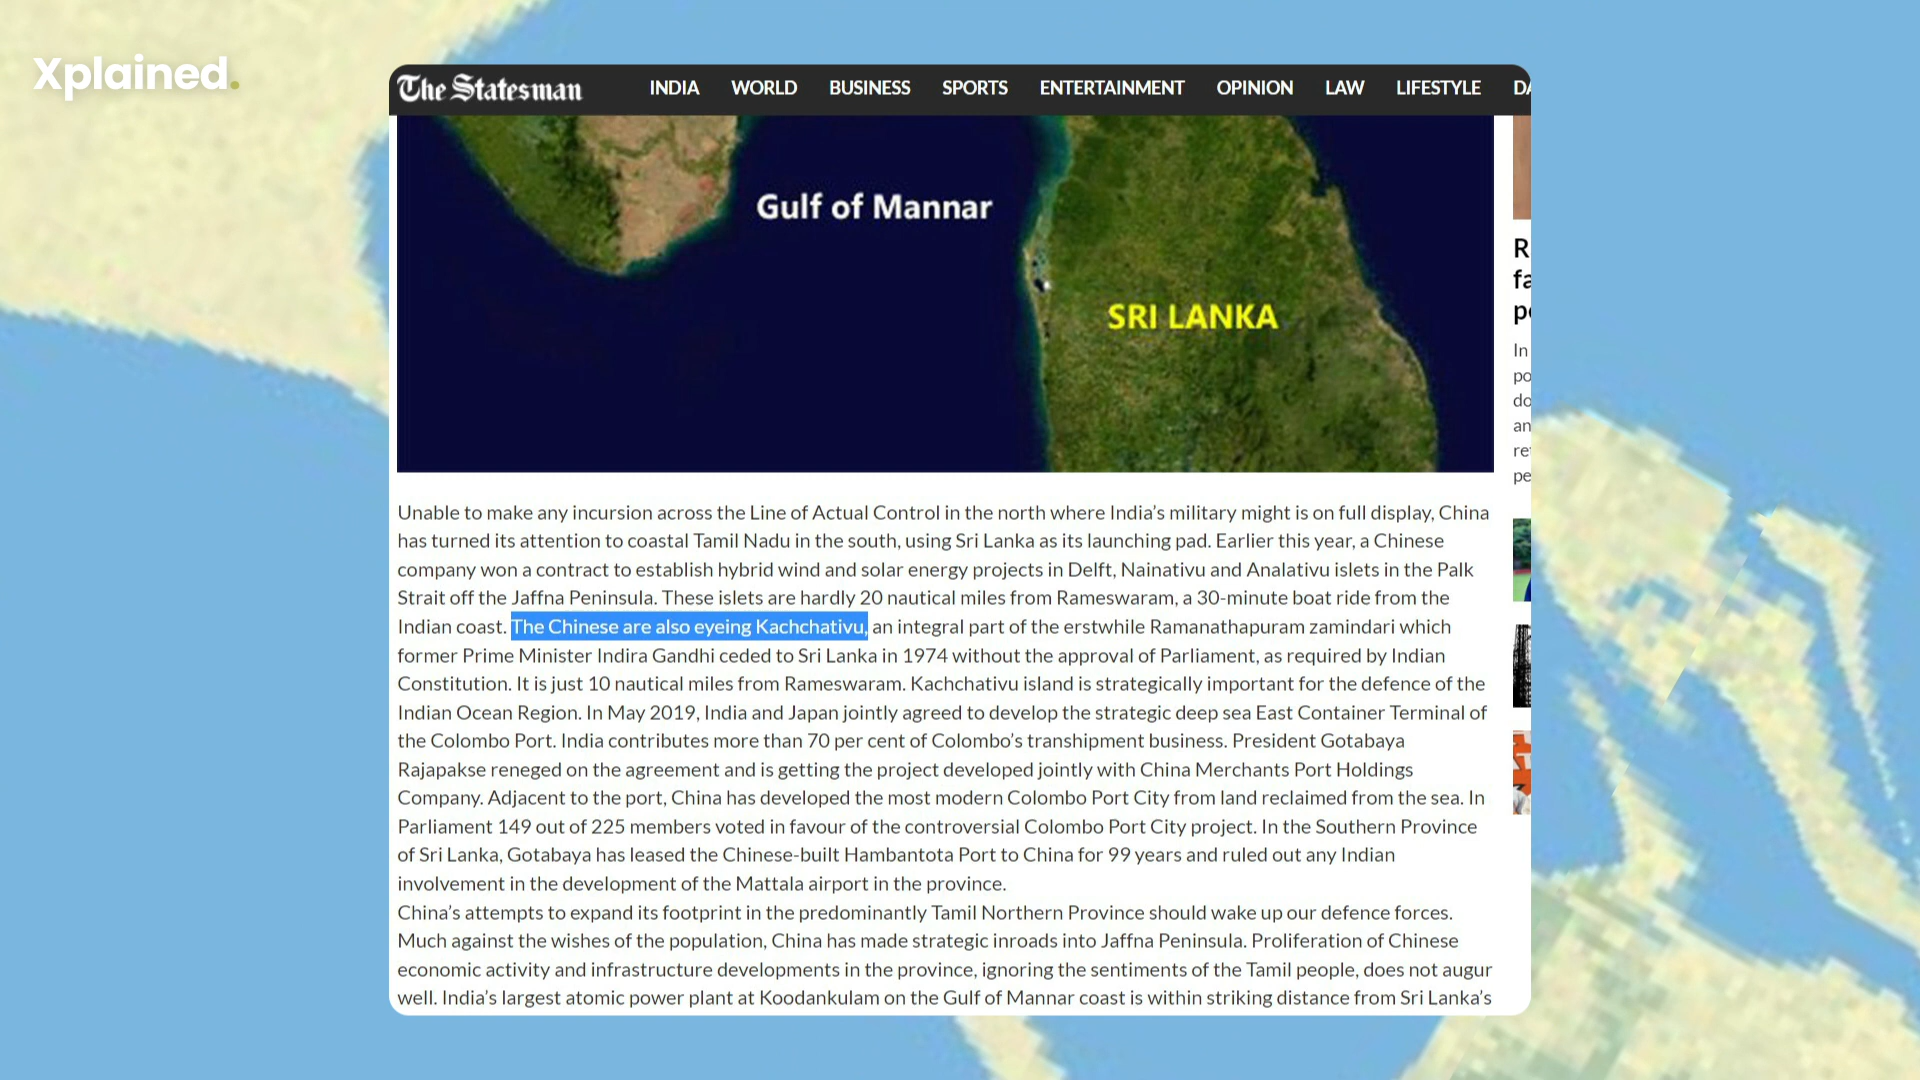 Xplained.
The Statesman
INDIA WORLD BUSINESS SPORTS ENTERTAINMENT OPINION LAW LIFESTYLE
Gulf of Mannar
SRI LANKA
Unable to make any incursion across the Line of Actual Control in the north where India’s military might is on full display, China
has turned its attention to coastal Tamil Nadu in the south, using Sri Lanka as its launching pad. Earlier this year, a Chinese
company won a contract to establish hybrid wind and solar energy projects in Delft, Nainativu and Analativu islets in the Palk
Strait off the Jaffna Peninsula. These islets are hardly 20 nautical miles from Rameswaram, a 30-minute boat ride from the
Indian coast. The Chinese are also eyeing Kachchativu, an integral part of the erstwhile Ramanathapuram zamindari which
former Prime Minister Indira Gandhi ceded to Sri Lanka in 1974 without the approval of Parliament, as required by Indian
Constitution. It is just 10 nautical miles from Rameswaram. Kachchativu island is strategically important for the defence of the
Indian Ocean Region. In May 2019, India and Japan jointly agreed to develop the strategic deep sea East Container Terminal of
the Colombo Port. India contributes more than 70 per cent of Colombo’s transhipment business. President Gotabaya
Rajapakse reneged on the agreement and is getting the project developed jointly with China Merchants Port Holdings
Company. Adjacent to the port, China has developed the most modern Colombo Port City from land reclaimed from the sea. In
Parliament 149 out of 225 members voted in favour of the controversial Colombo Port City project. In the Southern Province
of Sri Lanka, Gotabaya has leased the Chinese-built Hambantota Port to China for 99 years and ruled out any Indian
involvement in the development of the Mattala airport in the province.
China’s attempts to expand its footprint in the predominantly Tamil Northern Province should wake up our defence forces.
Much against the wishes of the population, China has made strategic inroads into Jaffna Peninsula. Proliferation of Chinese
economic activity and infrastructure developments in the province, ignoring the sentiments of the Tamil people, does not augur
well. India’s largest atomic power plant at Koodankulam on the Gulf of Mannar coast is within striking distance from Sri Lanka’s
In